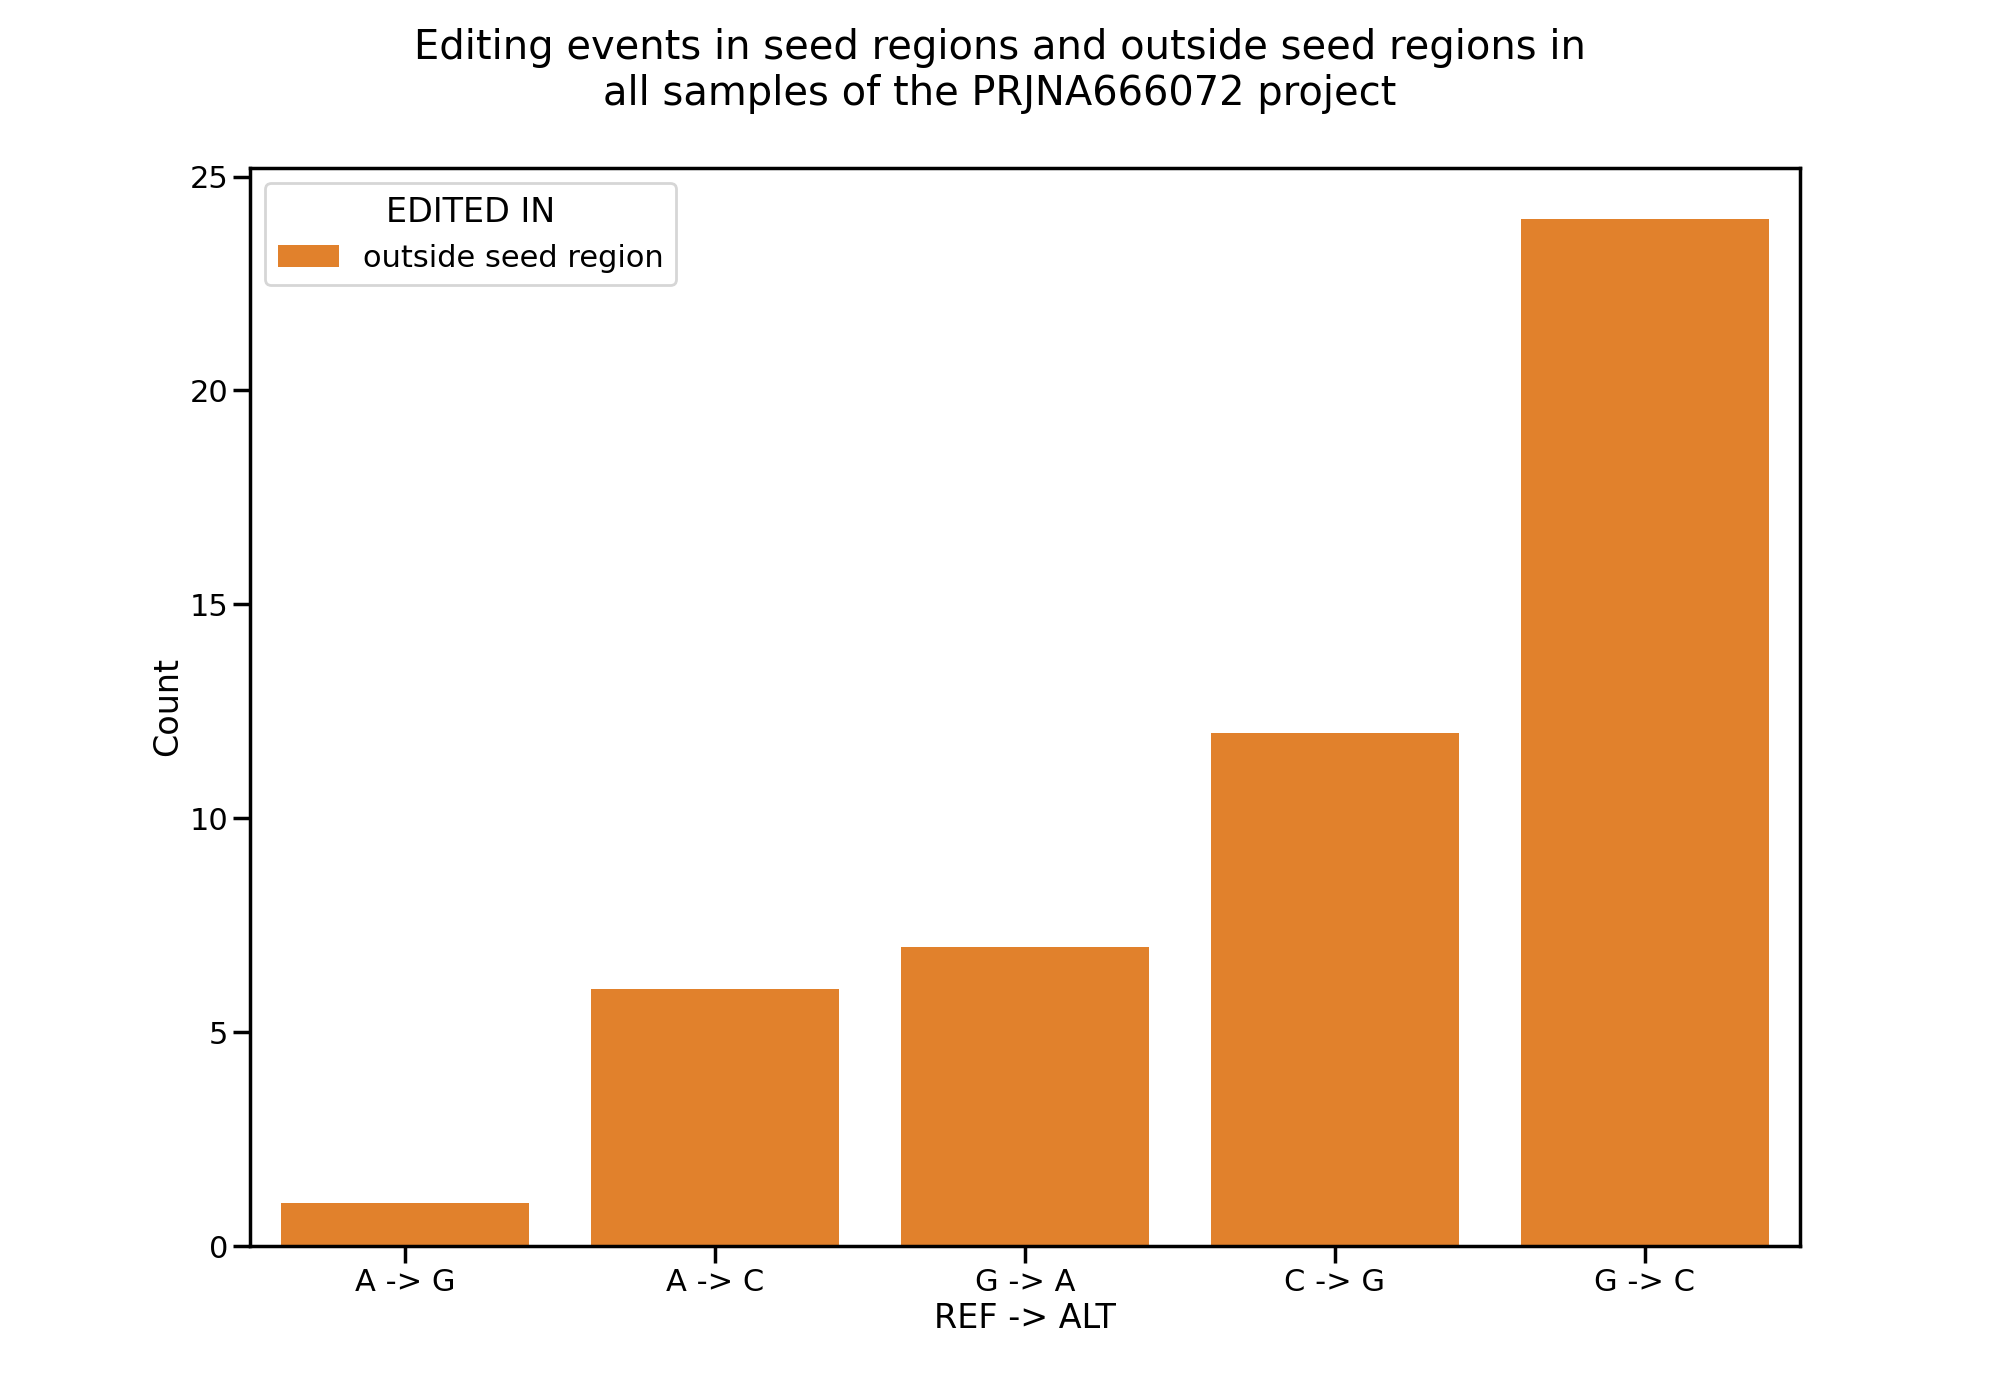 Editing events in seed regions and outside seed regions in
all samples of the PRJNA666072 project
25
20
15
10
5
0
Count
EDITED IN
outside seed region
A -> G
A -> C
G -> A
C -> G
G -> C
REF -> ALT